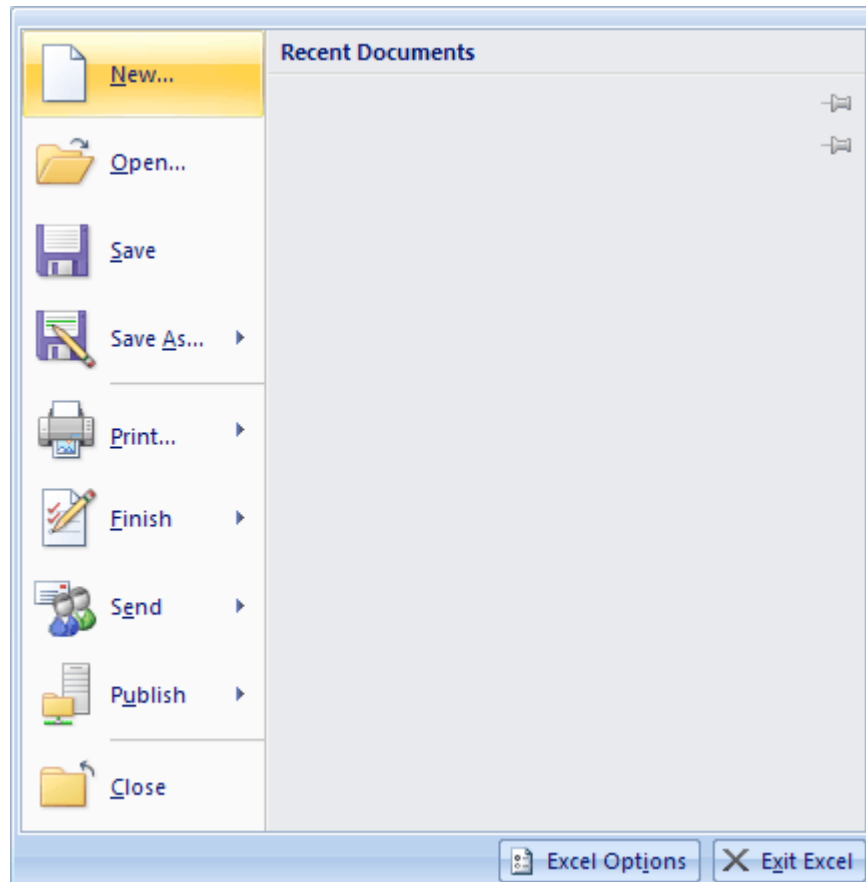 New...
Open...
Save
Save As...
Print...
Finish
Send
Publish
Close
Recent Documents
Excel Options
Exit Excel